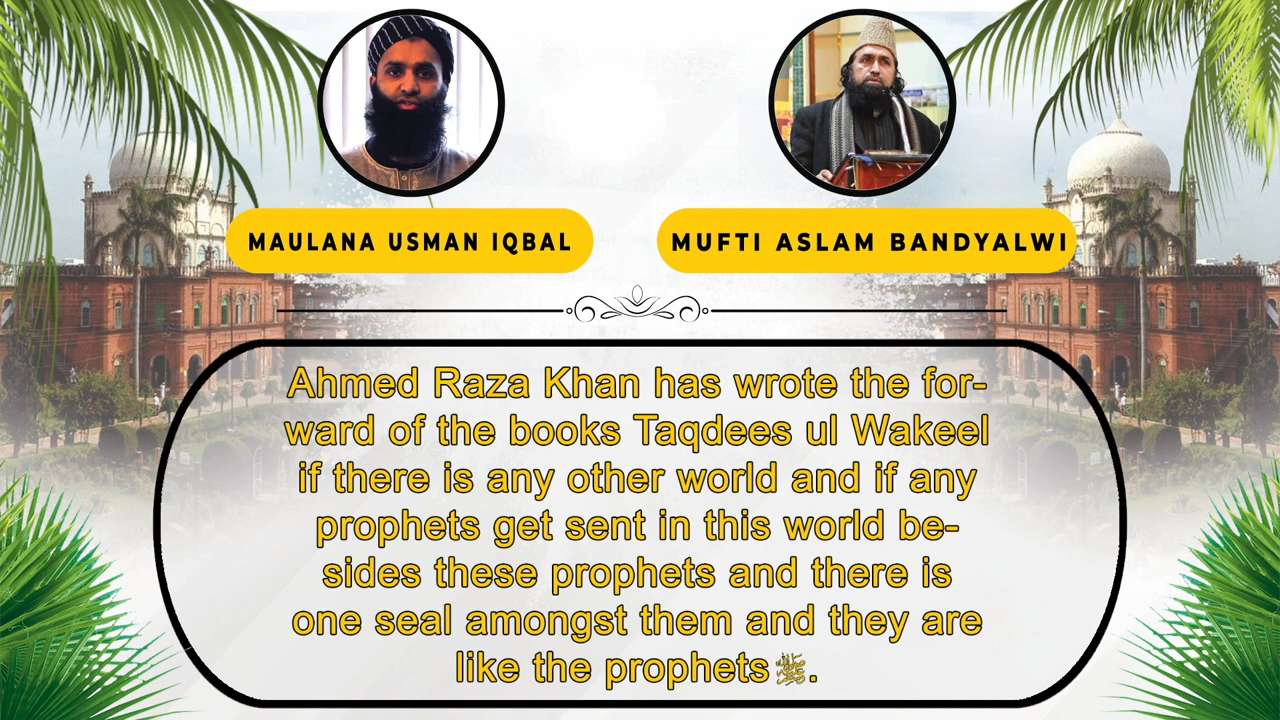 MAULANA USMAN IQBAL
MUFTI ASLAM BANDYALWI
Ahmed Raza Khan has wrote the for-
ward of the books Taqdees ul Wakeel
if there is any other world and if any
prophets get sent in this world be-
sides these prophets and there is
one seal amongst them and they are
like the prophets ﷺ.